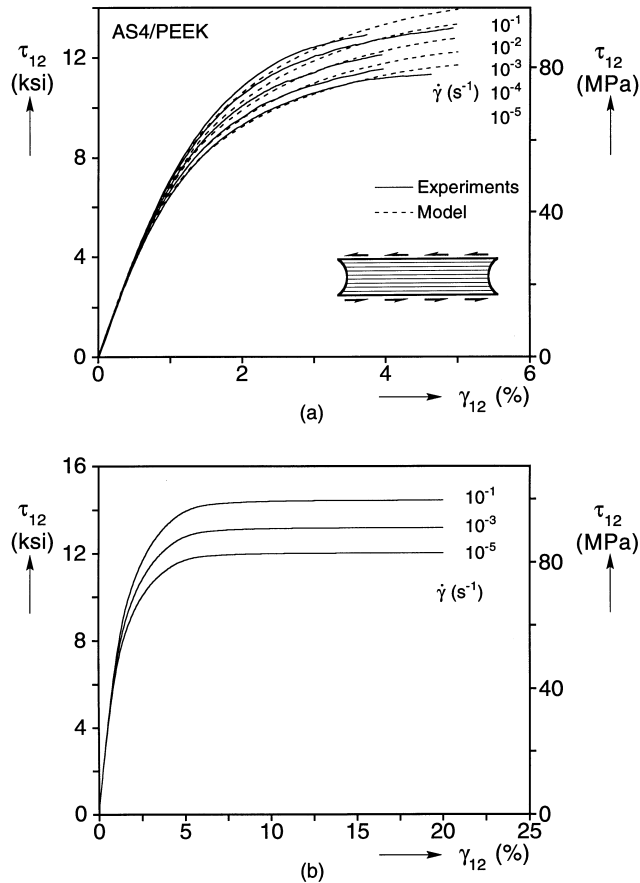 AS4/PEEK
τ₁₂
(ksi)
12
8
4
0
10⁻¹
10⁻²
10⁻³
10⁻⁴
10⁻⁵
γ̇ (s⁻¹)
τ₁₂
(MPa)
80
40
0
Experiments
Model
0 2 4 6
γ₁₂ (%)
(a)
τ₁₂
(ksi)
16
12
8
4
0
10⁻¹
10⁻³
10⁻⁵
γ̇ (s⁻¹)
τ₁₂
(MPa)
80
40
0
0 5 10 15 20 25
γ₁₂ (%)
(b)